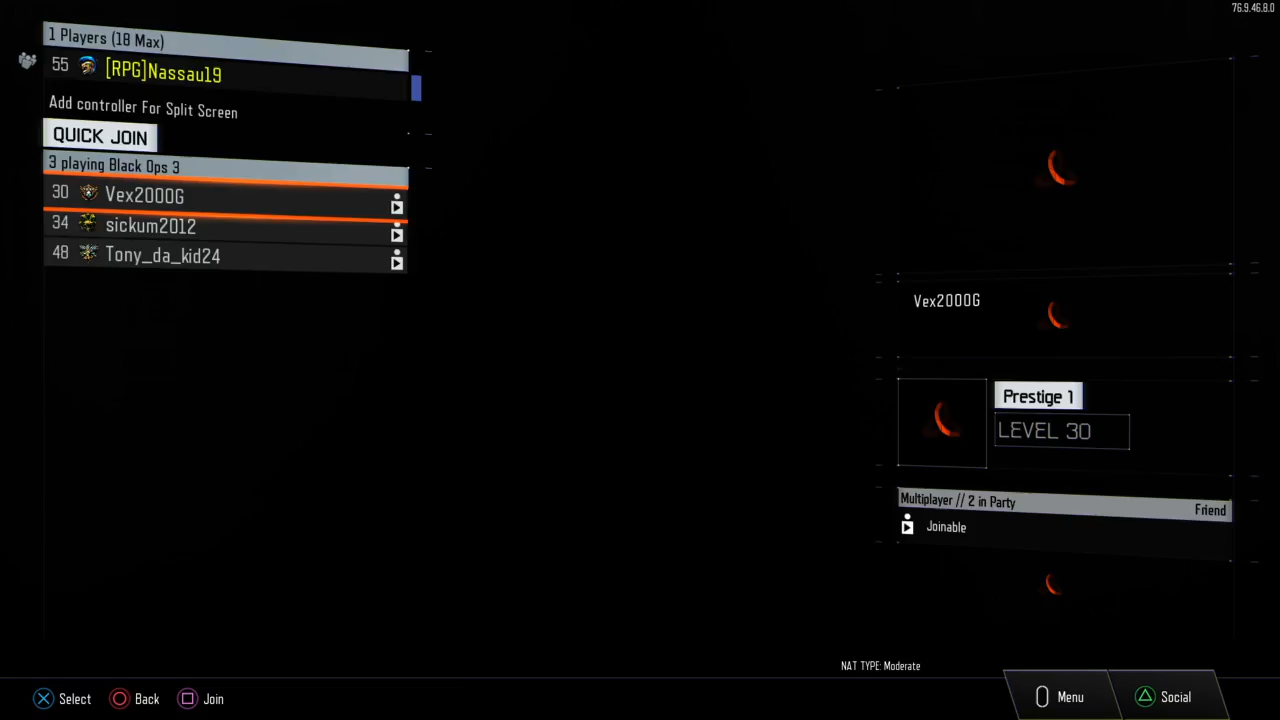 76.9.46.8.0
1 Players (18 Max)
55 [RPG]Nassau19
Add controller For Split Screen
QUICK JOIN
3 playing Black Ops 3
30 Vex2000G
34 sickum2012
48 Tony_da_kid24
Vex2000G
Prestige 1
LEVEL 30
Multiplayer // 2 in Party Friend
Joinable
NAT TYPE: Moderate
Select Back Join Menu Social